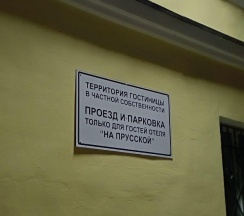 ТЕРРИТОРИЯ ГОСТИНИЦЫ
В ЧАСТНОЙ СОБСТВЕННОСТИ
ПРОЕЗД И ПАРКОВКА
ТОЛЬКО ДЛЯ ГОСТЕЙ ОТЕЛЯ
"НА ПРУССКОЙ"